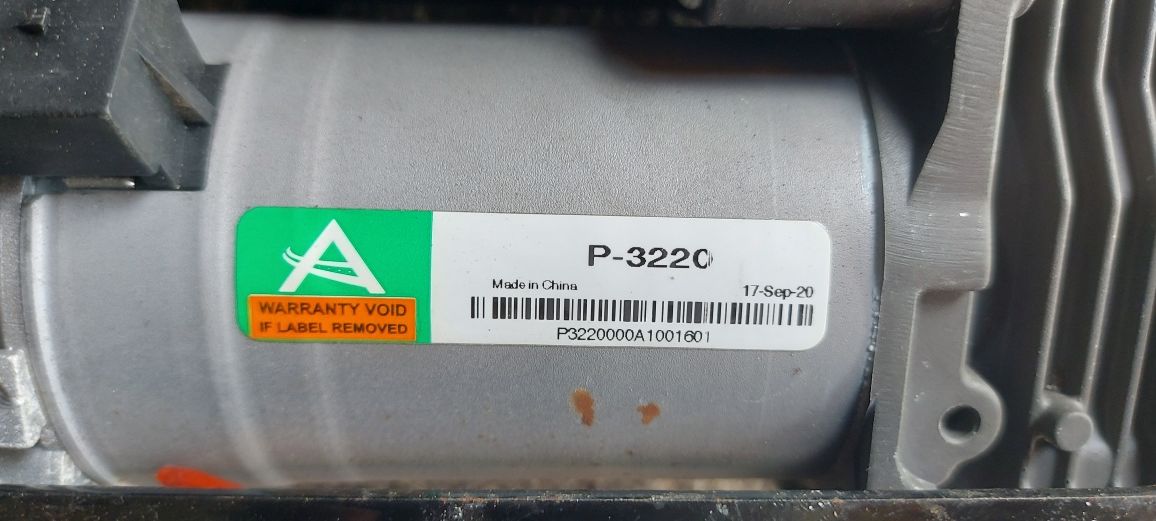 A
WARRANTY VOID
IF LABEL REMOVED
P-3220
Made in China
17-Sep-20
P3220000A1001601